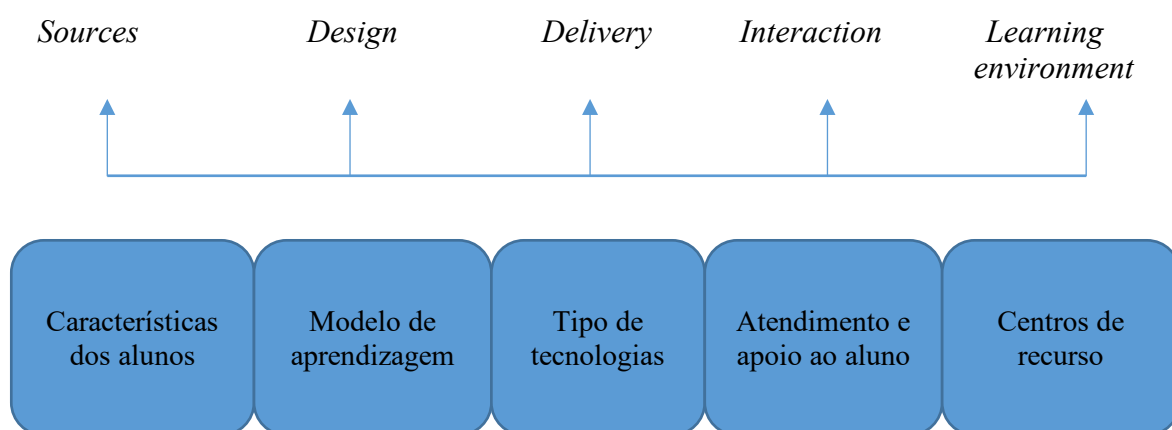 Sources
Design
Delivery
Interaction
Learning
environment
Características
dos alunos
Modelo de
aprendizagem
Tipo de
tecnologias
Atendimento e
apoio ao aluno
Centros de
recurso